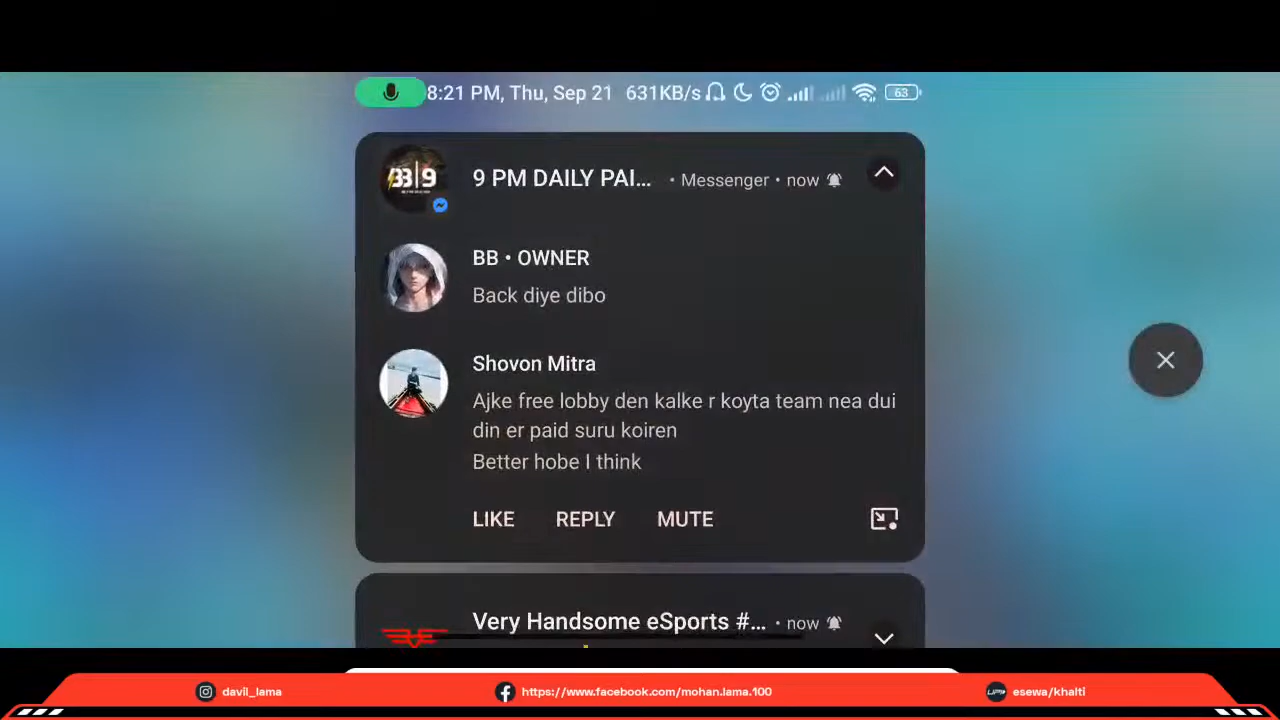 8:21 PM, Thu, Sep 21 631KB/s 63
9 PM DAILY PAI... • Messenger • now
BB • OWNER
Back diye dibo
Shovon Mitra
Ajke free lobby den kalke r koyta team nea dui
din er paid suru koiren
Better hobe I think
LIKE REPLY MUTE
Very Handsome eSports #... • now
davil_lama https://www.facebook.com/mohan.lama.100 esewa/khalti